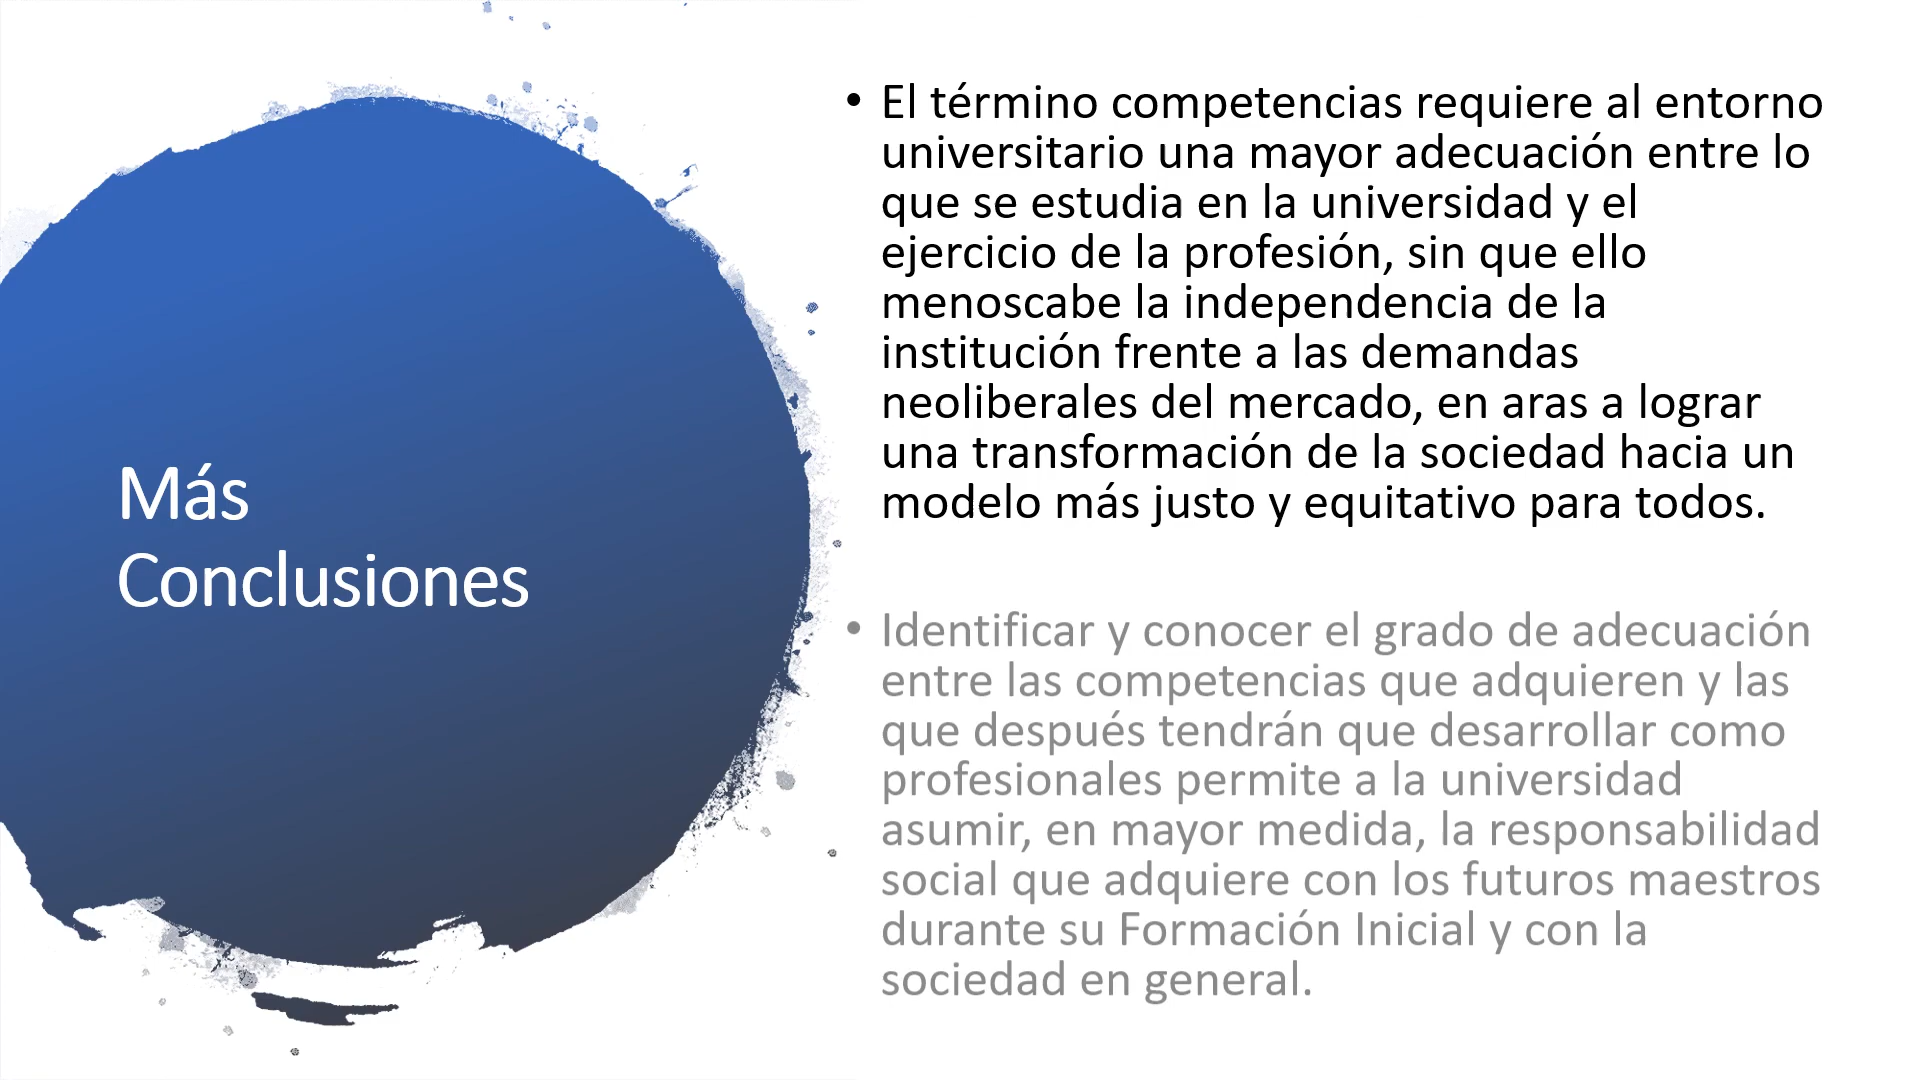 Más
Conclusiones
• El término competencias requiere al entorno
universitario una mayor adecuación entre lo
que se estudia en la universidad y el
ejercicio de la profesión, sin que ello
menoscabe la independencia de la
institución frente a las demandas
neoliberales del mercado, en aras a lograr
una transformación de la sociedad hacia un
modelo más justo y equitativo para todos.
• Identificar y conocer el grado de adecuación
entre las competencias que adquieren y las
que después tendrán que desarrollar como
profesionales permite a la universidad
asumir, en mayor medida, la responsabilidad
social que adquiere con los futuros maestros
durante su Formación Inicial y con la
sociedad en general.